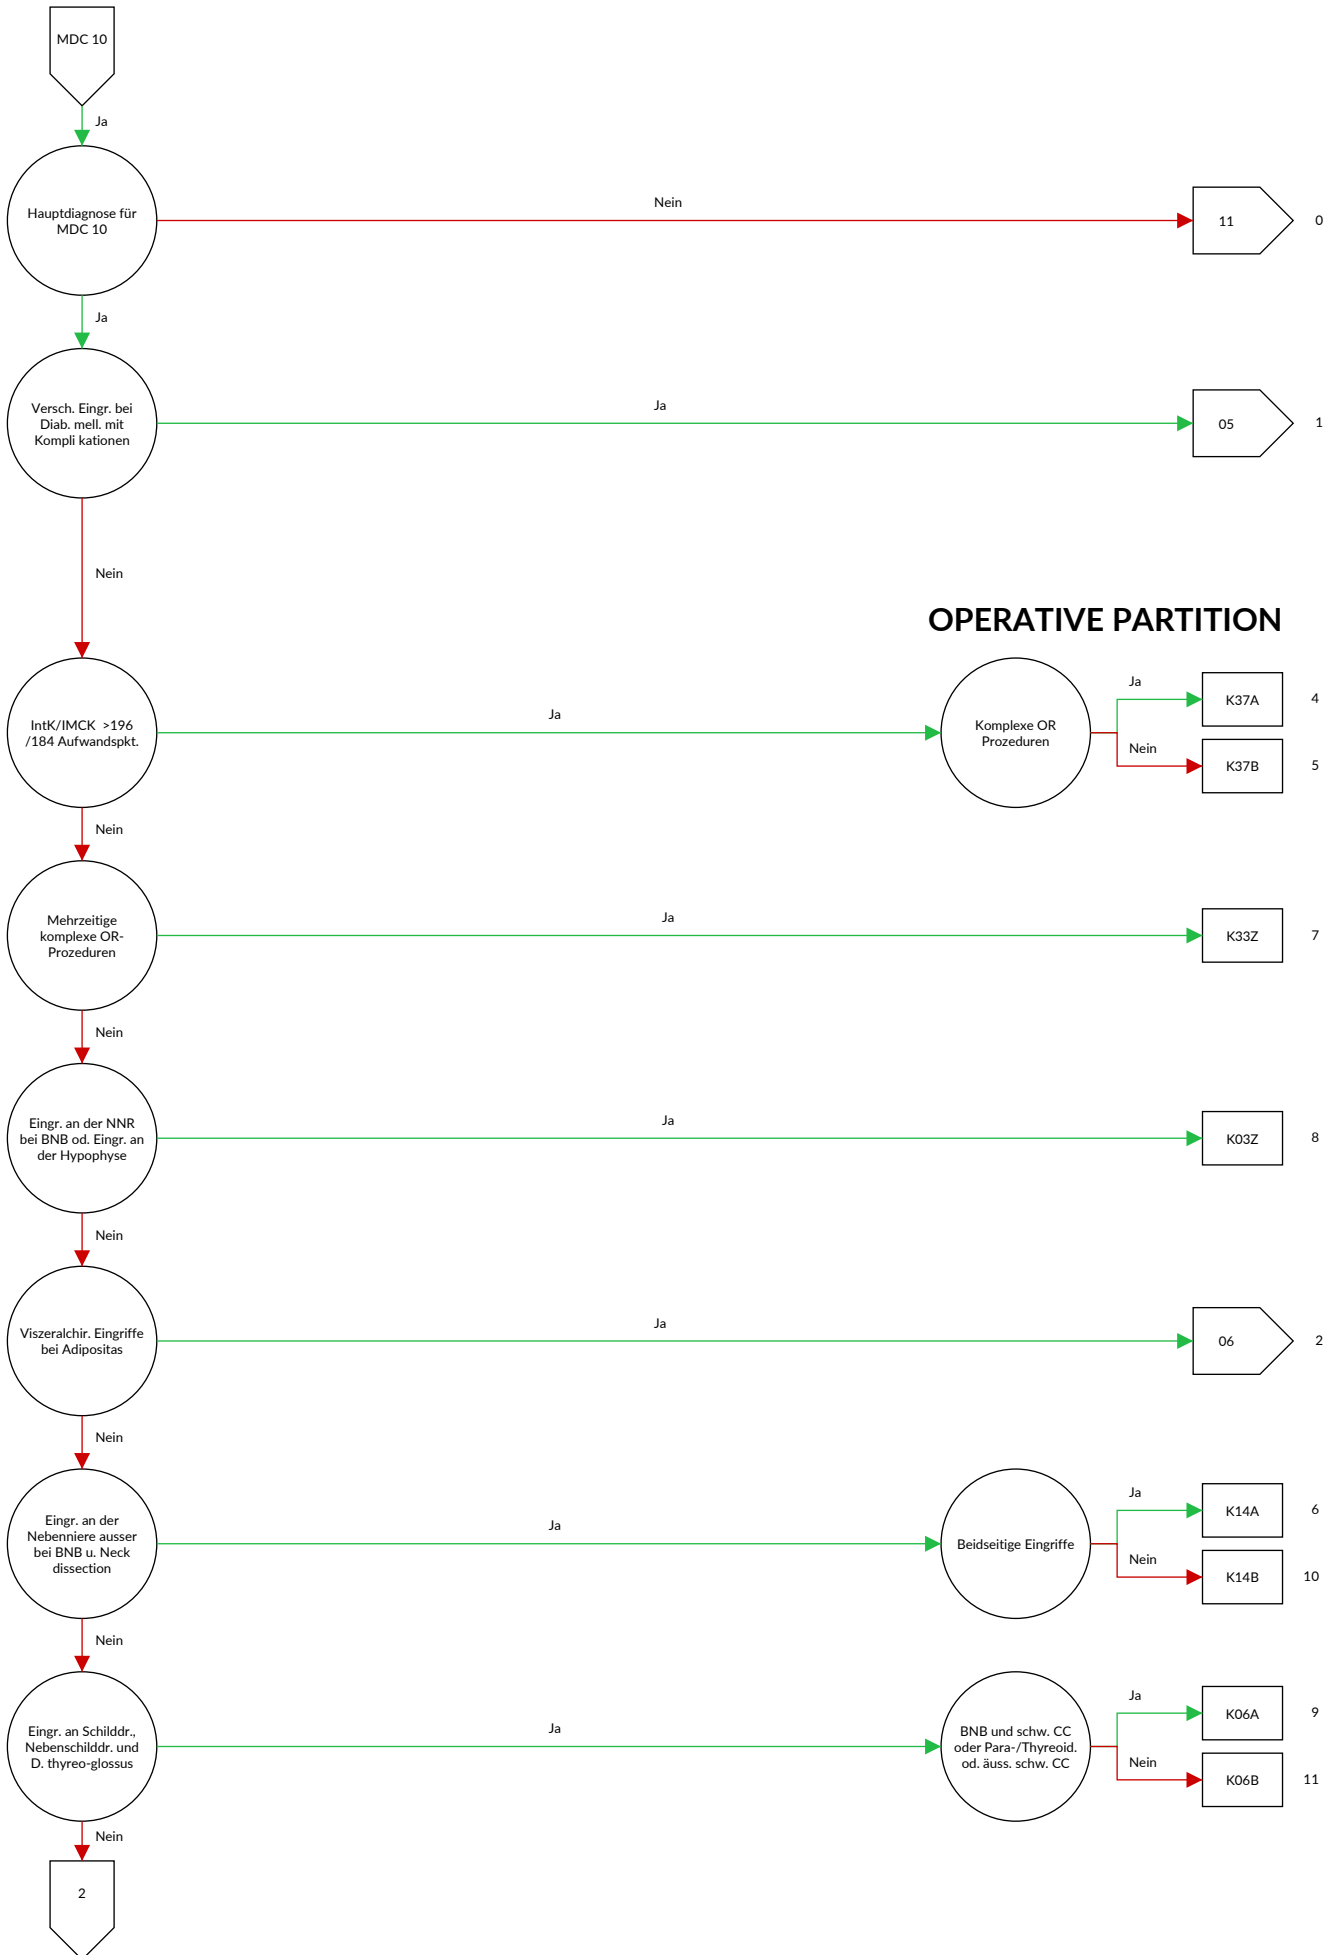 MDC 10
Ja
Hauptdiagnose für
MDC 10
Nein
11
0
Ja
Versch. Eingr. bei
Diab. mell. mit
Kompli kationen
Ja
05
1
Nein
OPERATIVE PARTITION
IntK/IMCK >196
/184 Aufwandspkt.
Ja
Komplexe OR
Prozeduren
Ja
K37A
4
Nein
K37B
5
Nein
Mehrzeitige
komplexe OR-
Prozeduren
Ja
K33Z
7
Nein
Eingr. an der NNR
bei BNB od. Eingr. an
der Hypophyse
Ja
K03Z
8
Nein
Viszeralchir. Eingriffe
bei Adipositas
Ja
06
2
Nein
Eingr. an der
Nebenniere ausser
bei BNB u. Neck
dissection
Ja
Beidseitige Eingriffe
Ja
K14A
6
Nein
K14B
10
Nein
Eingr. an Schilddr.,
Nebenschilddr. und
D. thyreo-glossus
Ja
BNB und schw. CC
oder Para-/Thyreoid.
od. äuss. schw. CC
Ja
K06A
9
Nein
K06B
11
Nein
2